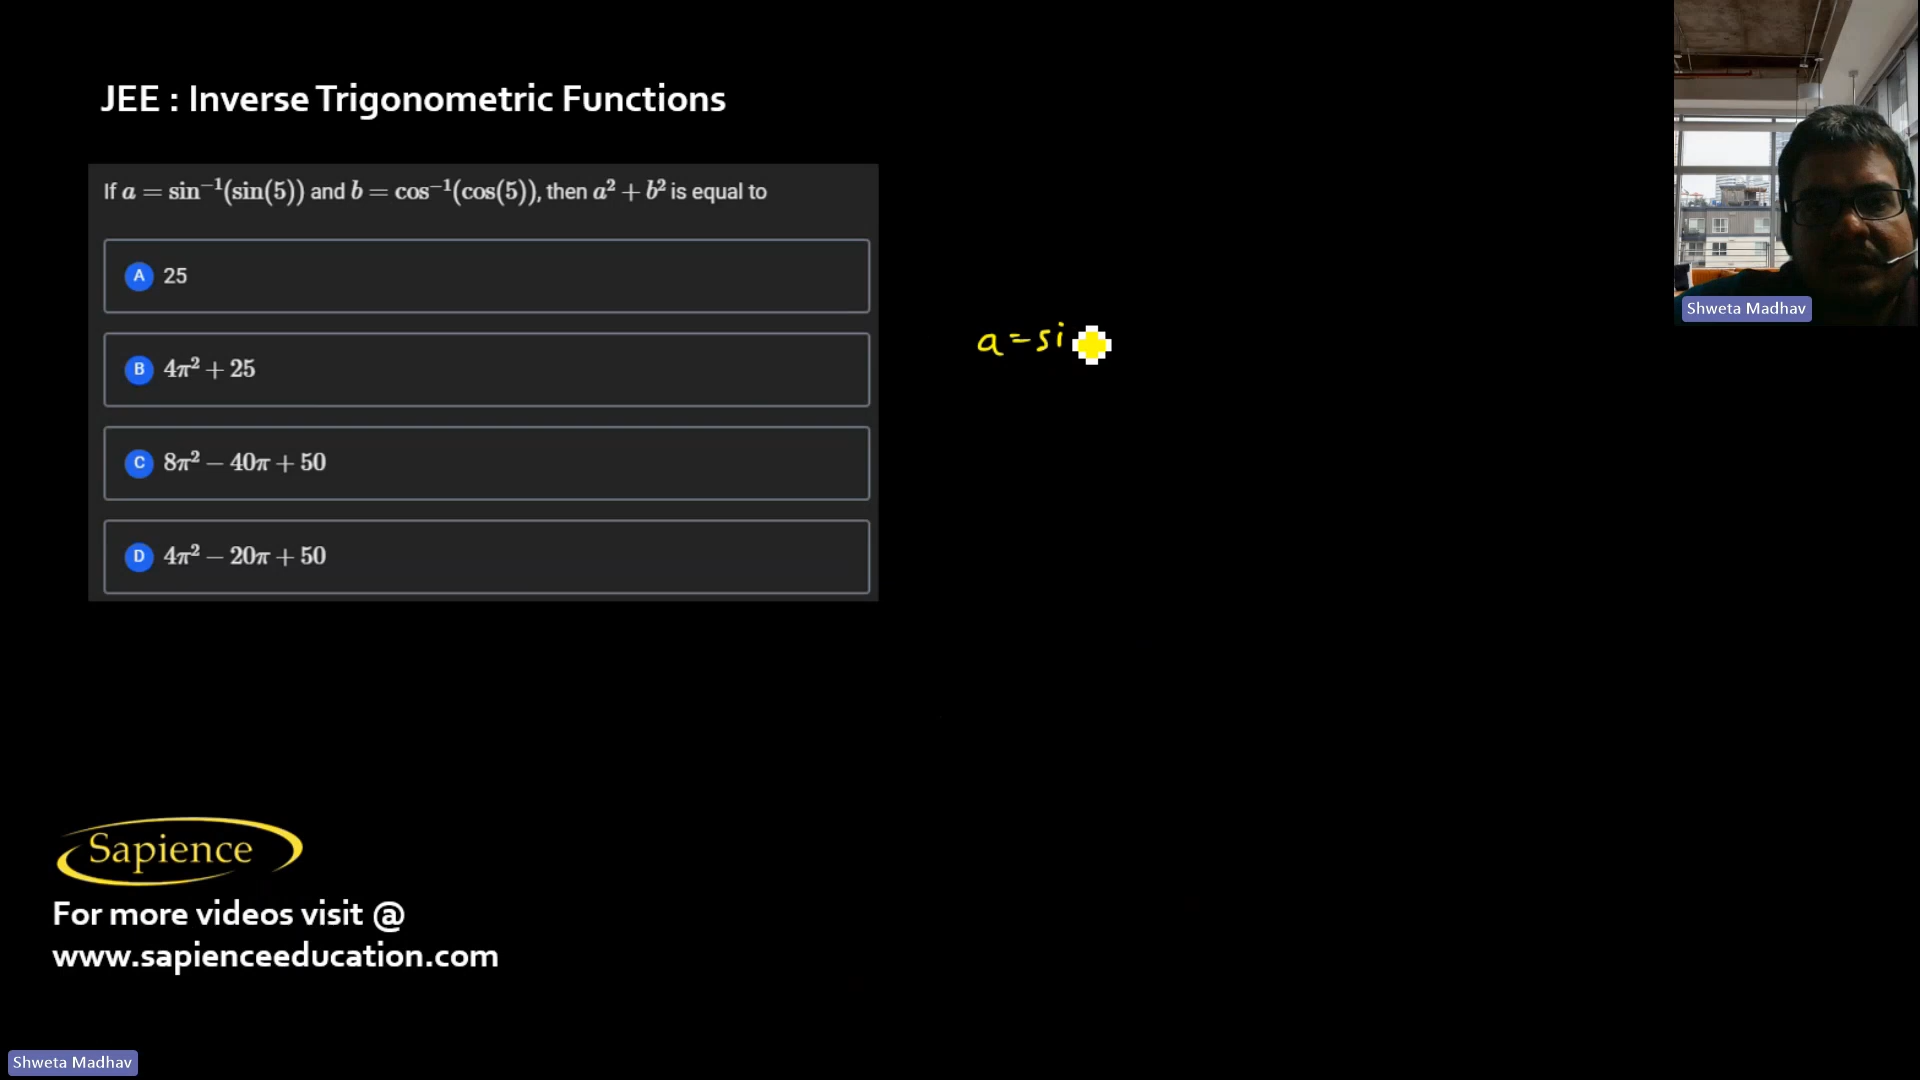 JEE : Inverse Trigonometric Functions
If a = sin⁻¹(sin(5)) and b = cos⁻¹(cos(5)), then a² + b² is equal to
A 25
B 4π² + 25
C 8π² − 40π + 50
D 4π² − 20π + 50
a = si
Shweta Madhav
Sapience
For more videos visit @
www.sapienceeducation.com
Shweta Madhav